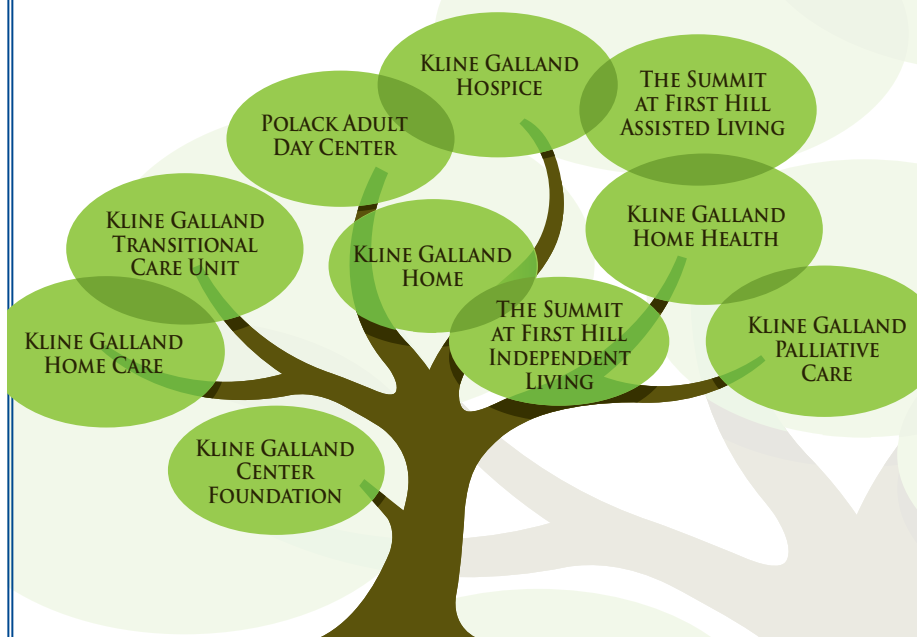 KLINE GALLAND
HOSPICE
THE SUMMIT
AT FIRST HILL
ASSISTED LIVING
POLACK ADULT
DAY CENTER
KLINE GALLAND
TRANSITIONAL
CARE UNIT
KLINE GALLAND
HOME
KLINE GALLAND
HOME HEALTH
KLINE GALLAND
HOME CARE
THE SUMMIT
AT FIRST HILL
INDEPENDENT
LIVING
KLINE GALLAND
PALLIATIVE
CARE
KLINE GALLAND
CENTER
FOUNDATION